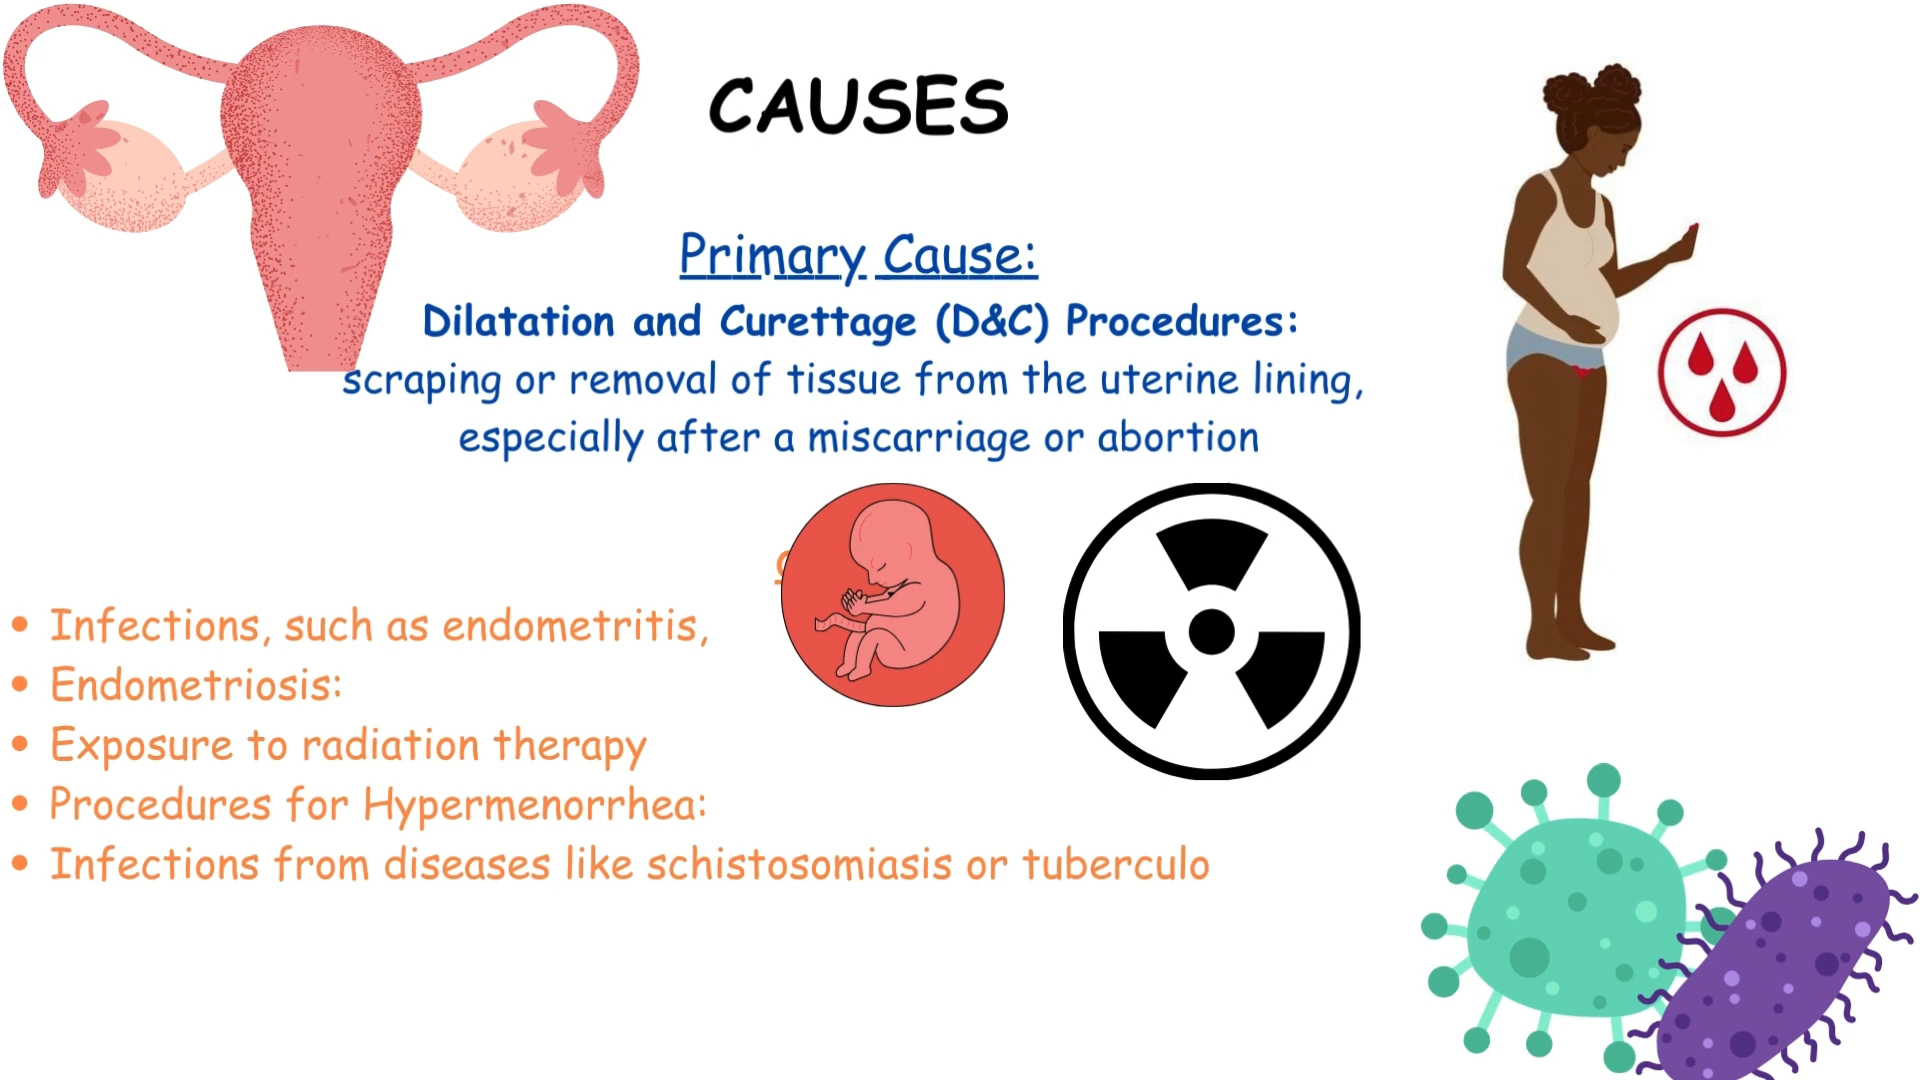 CAUSES
Primary Cause:
Dilatation and Curettage (D&C) Procedures:
scraping or removal of tissue from the uterine lining,
especially after a miscarriage or abortion
Infections, such as endometritis,
Endometriosis:
Exposure to radiation therapy
Procedures for Hypermenorrhea:
Infections from diseases like schistosomiasis or tuberculo